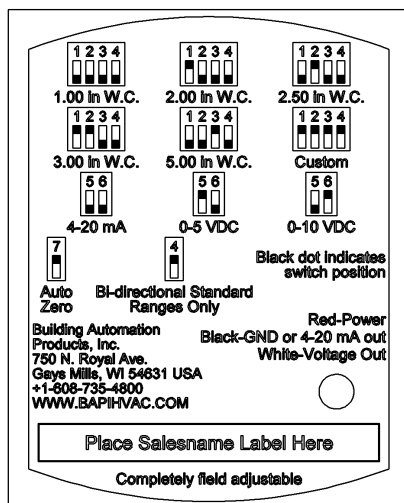 1 2 3 4 1 2 3 4 1 2 3 4
1.00 in W.C. 2.00 in W.C. 2.50 in W.C.
1 2 3 4 1 2 3 4 1 2 3 4
3.00 in W.C. 5.00 in W.C. Custom
5 6 5 6 5 6
4-20 mA 0-5 VDC 0-10 VDC
7 4
Auto
Zero
Bi-directional Standard
Ranges Only
Black dot indicates
switch position
Building Automation
Products, Inc.
750 N. Royal Ave.
Gays Mills, WI 54631 USA
+1-608-735-4800
WWW.BAPIHVAC.COM
Red-Power
Black-GND or 4-20 mA out
White-Voltage Out
Place Salesname Label Here
Completely field adjustable